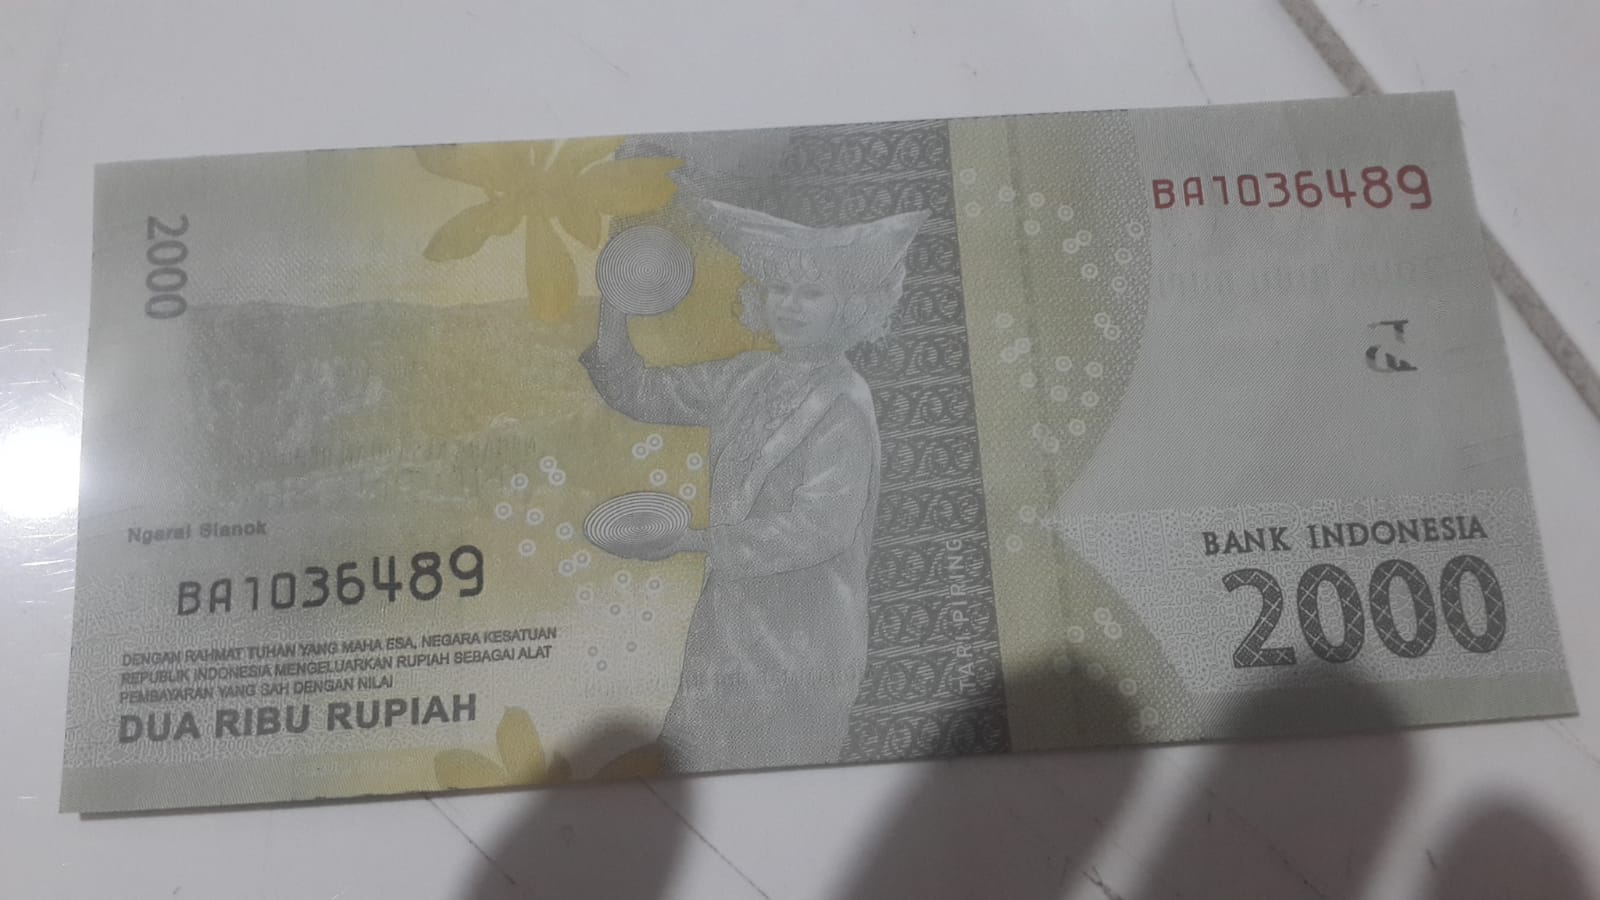 2000
BA1036489
Ngarai Sianok
BA1036489
DENGAN RAHMAT TUHAN YANG MAHA ESA, NEGARA KESATUAN
REPUBLIK INDONESIA MENGELUARKAN RUPIAH SEBAGAI ALAT
PEMBAYARAN YANG SAH DENGAN NILAI
DUA RIBU RUPIAH
TARI PIRING
BANK INDONESIA
2000